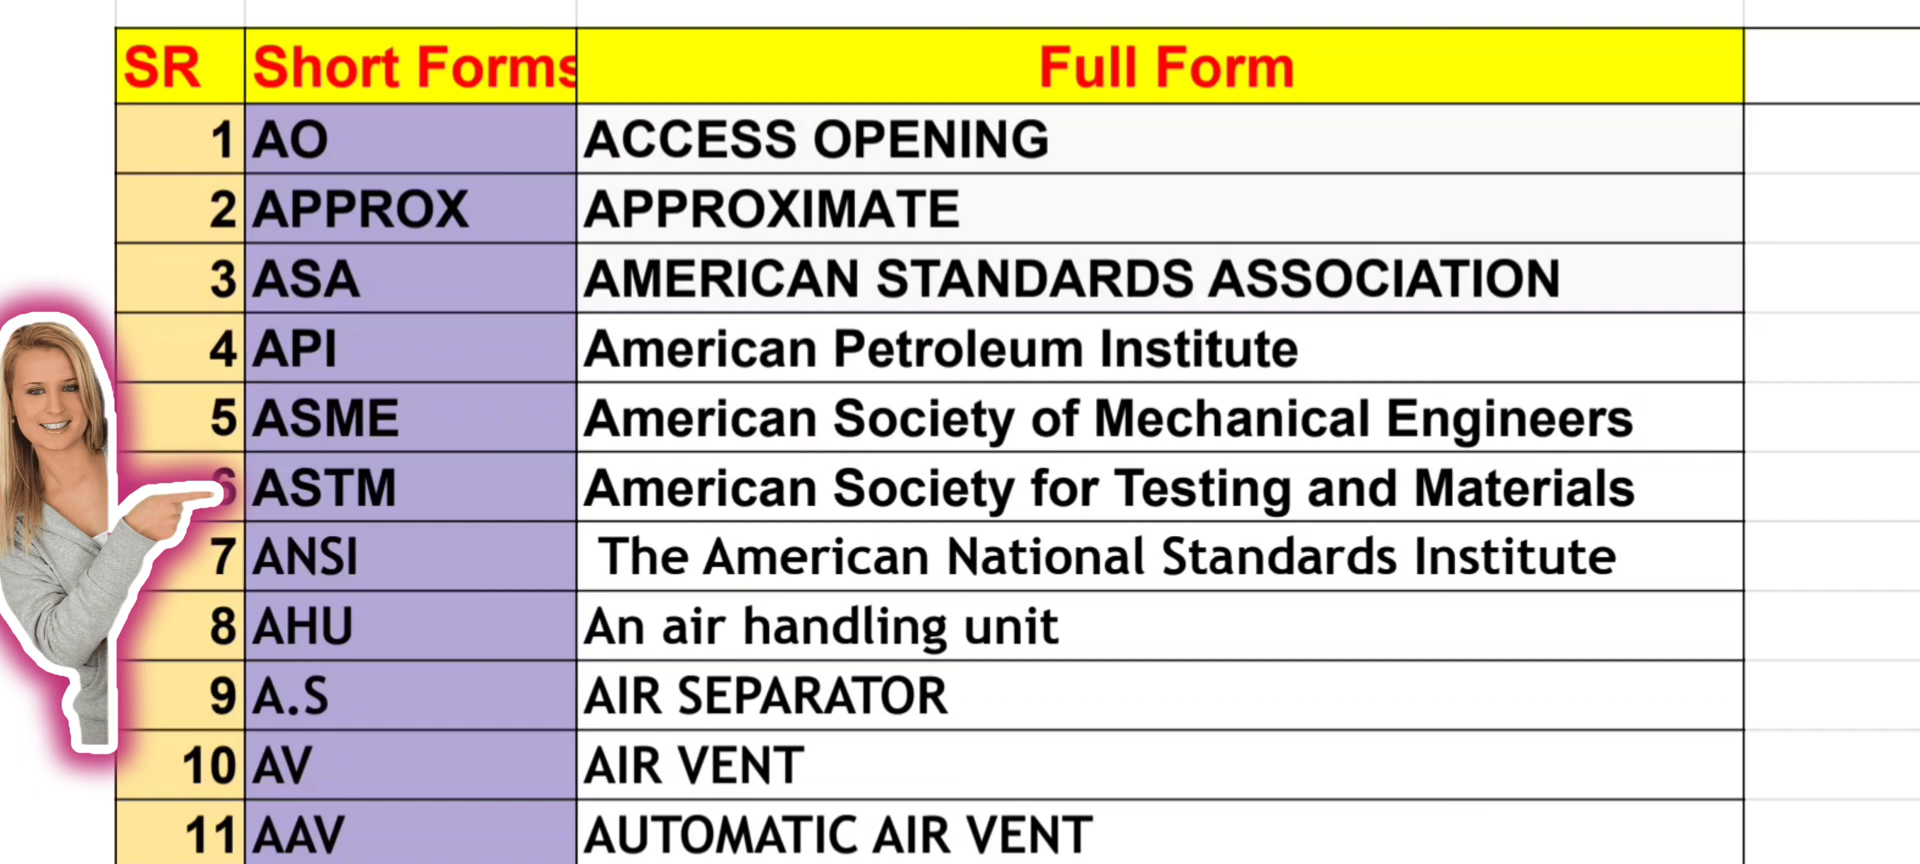 SR Short Forms Full Form
1 AO ACCESS OPENING
2 APPROX APPROXIMATE
3 ASA AMERICAN STANDARDS ASSOCIATION
4 API American Petroleum Institute
5 ASME American Society of Mechanical Engineers
6 ASTM American Society for Testing and Materials
7 ANSI The American National Standards Institute
8 AHU An air handling unit
9 A.S AIR SEPARATOR
10 AV AIR VENT
11 AAV AUTOMATIC AIR VENT